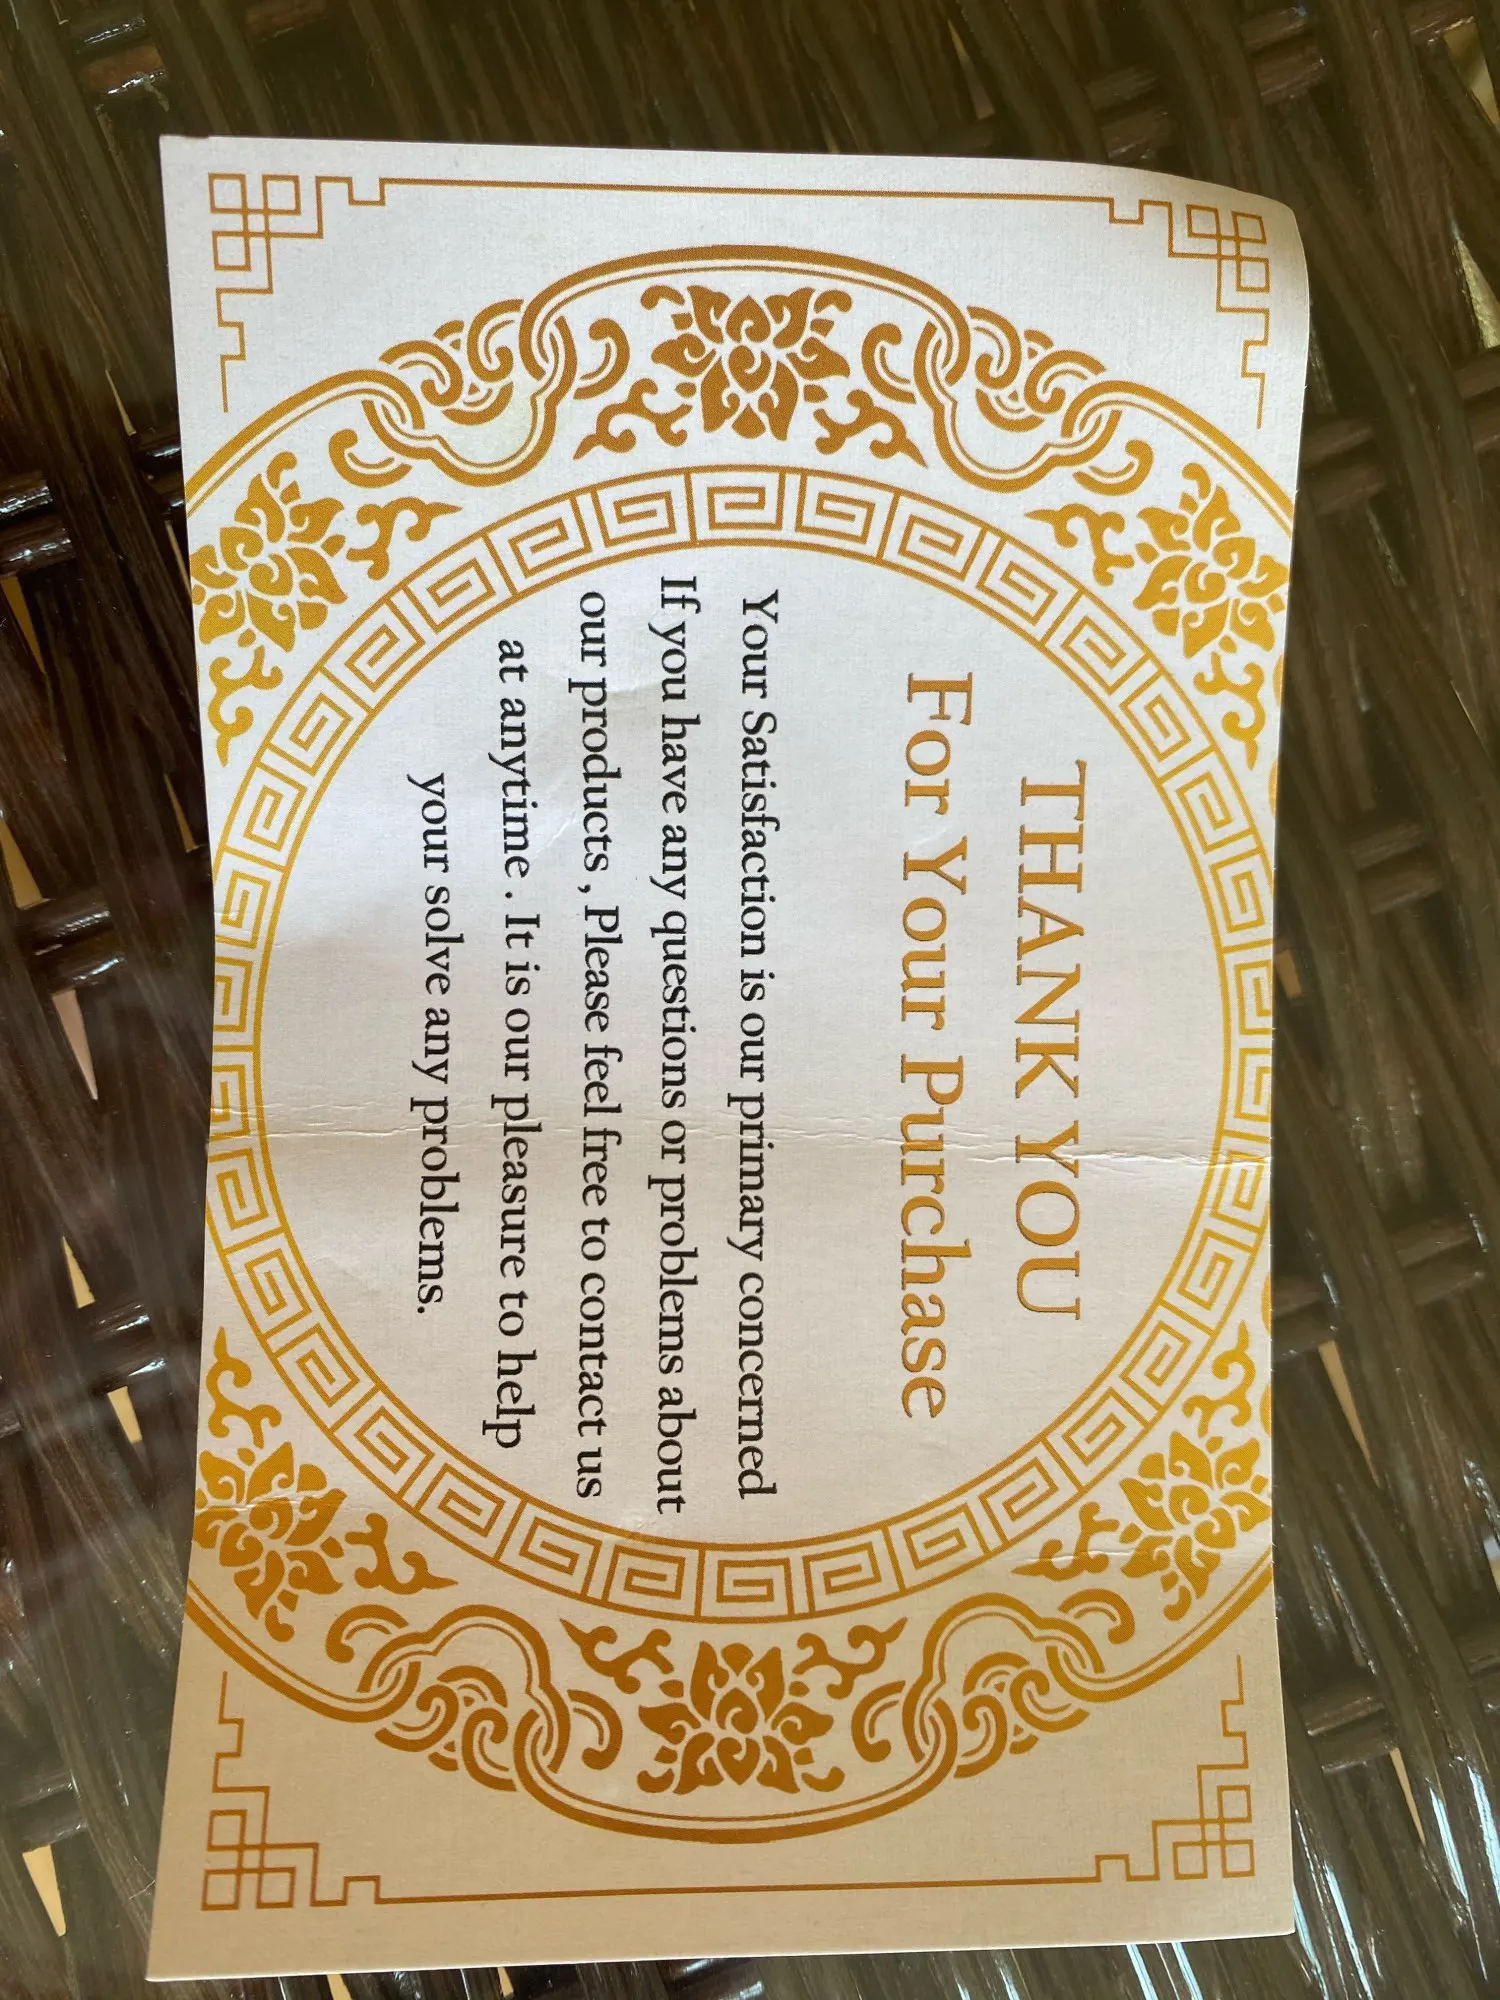 THANK YOU
For Your Purchase
Your Satisfaction is our primary concerned
If you have any questions or problems about
our products , Please feel free to contact us
at anytime . It is our pleasure to help
your solve any problems.